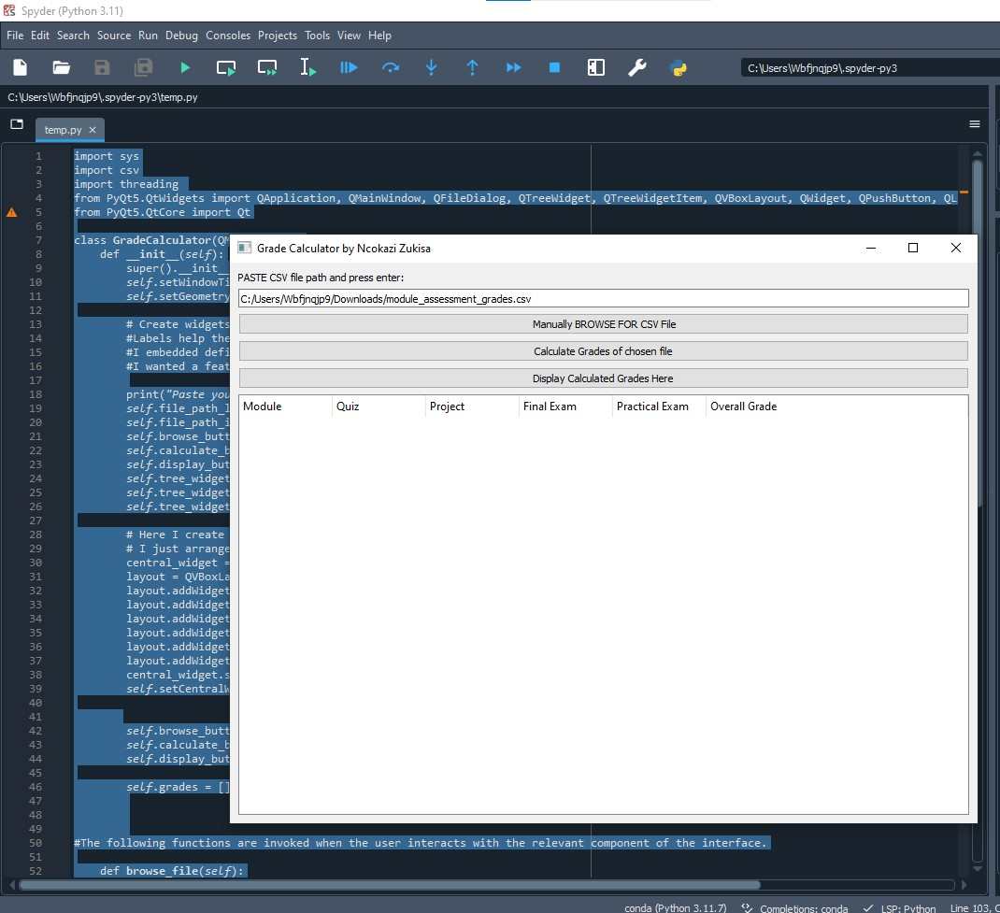 Spyder (Python 3.11)
File Edit Search Source Run Debug Consoles Projects Tools View Help
C:\Users\Wbfjnqjp9\.spyder-py3
C:\Users\Wbfjnqjp9\.spyder-py3\temp.py
temp.py
1 import sys
2 import csv
3 import threading
4 from PyQt5.QtWidgets import QApplication, QMainWindow, QFileDialog, QTreeWidget, QTreeWidgetItem, QVBoxLayout, QWidget, QPushButton, QL
5 from PyQt5.QtCore import Qt
6
7 class GradeCalculator(QM
8 def __init__(self):
9 super().__init__
10 self.setWindowTi
11 self.setGeometry
12
13 # Create widgets
14 #Labels help the
15 #I embedded defi
16 #I wanted a feat
17
18 print("Paste you
19 self.file_path_l
20 self.file_path_i
21 self.browse_butt
22 self.calculate_b
23 self.display_but
24 self.tree_widget
25 self.tree_widget
26 self.tree_widget
27
28 # Here I create
29 # I just arrange
30 central_widget =
31 layout = QVBoxLa
32 layout.addWidget
33 layout.addWidget
34 layout.addWidget
35 layout.addWidget
36 layout.addWidget
37 layout.addWidget
38 central_widget.s
39 self.setCentralW
40
41
42 self.browse_butt
43 self.calculate_b
44 self.display_but
45
46 self.grades = []
47
48
49
50 #The following functions are invoked when the user interacts with the relevant component of the interface.
51
52 def browse_file(self):
Grade Calculator by Ncokazi Zukisa
PASTE CSV file path and press enter:
C:/Users/Wbfjnqjp9/Downloads/module_assessment_grades.csv
Manually BROWSE FOR CSV File
Calculate Grades of chosen file
Display Calculated Grades Here
Module Quiz Project Final Exam Practical Exam Overall Grade
conda (Python 3.11.7) Completions: conda LSP: Python Line 103, C